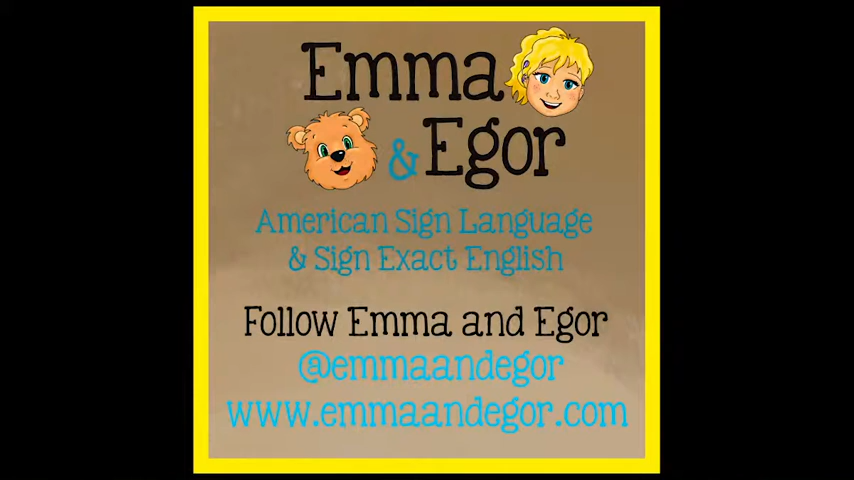 Emma
& Egor
American Sign Language
& Sign Exact English
Follow Emma and Egor
@emmaandegor
www.emmaandegor.com